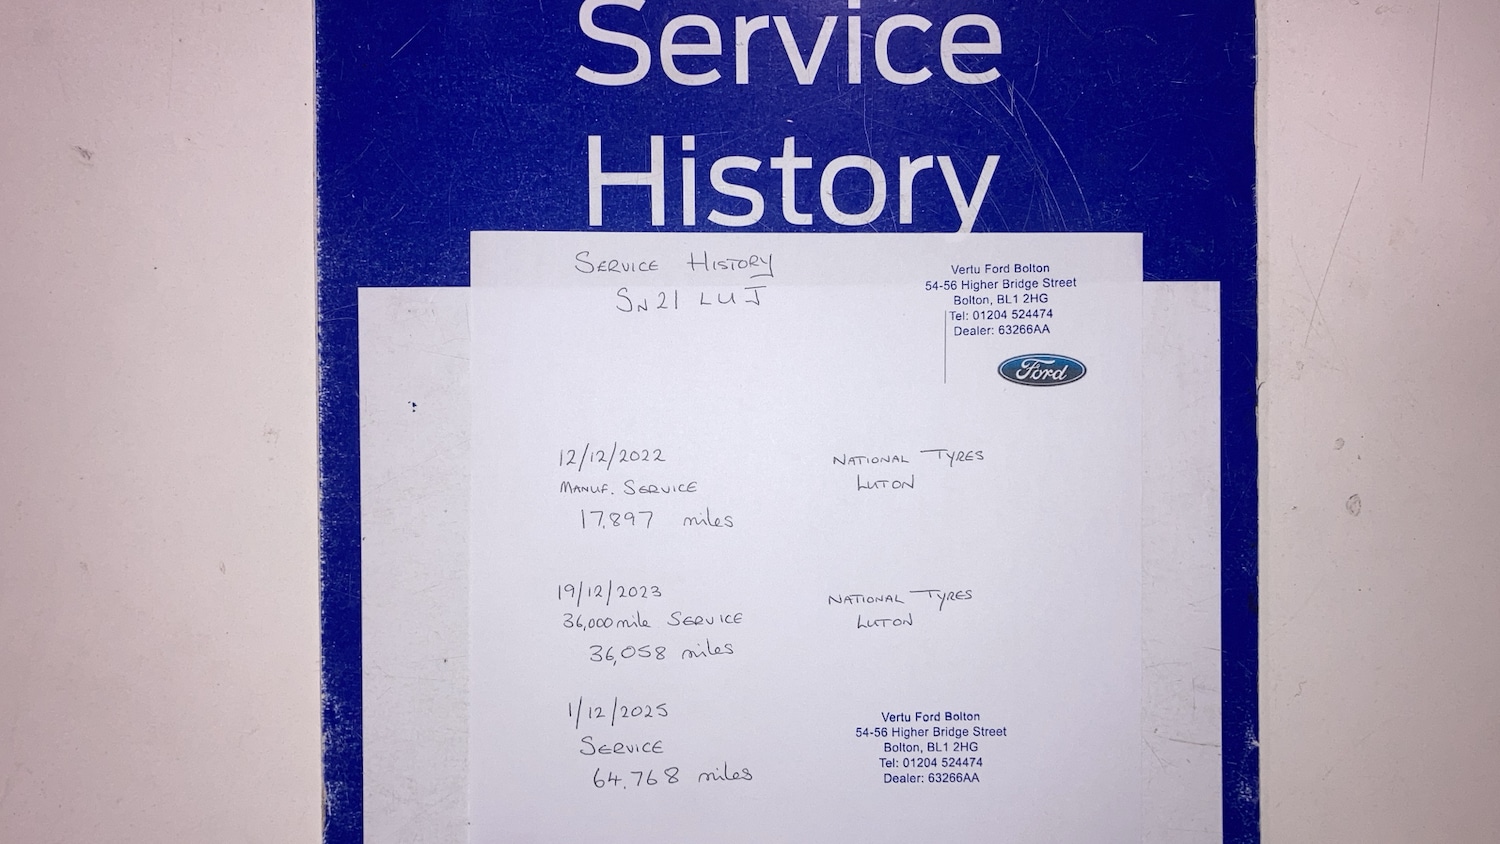 Service
History
SERVICE HISTORY
SN21 LUJ
Vertu Ford Bolton
54-56 Higher Bridge Street
Bolton, BL1 2HG
Tel: 01204 524474
Dealer: 63266AA
Ford
12/12/2022
MANUF. SERVICE
17,897 miles
NATIONAL TYRES
LUTON
19/12/2023
36,000 mile SERVICE
36,058 miles
NATIONAL TYRES
LUTON
1/12/2025
SERVICE
64,768 miles
Vertu Ford Bolton
54-56 Higher Bridge Street
Bolton, BL1 2HG
Tel: 01204 524474
Dealer: 63266AA